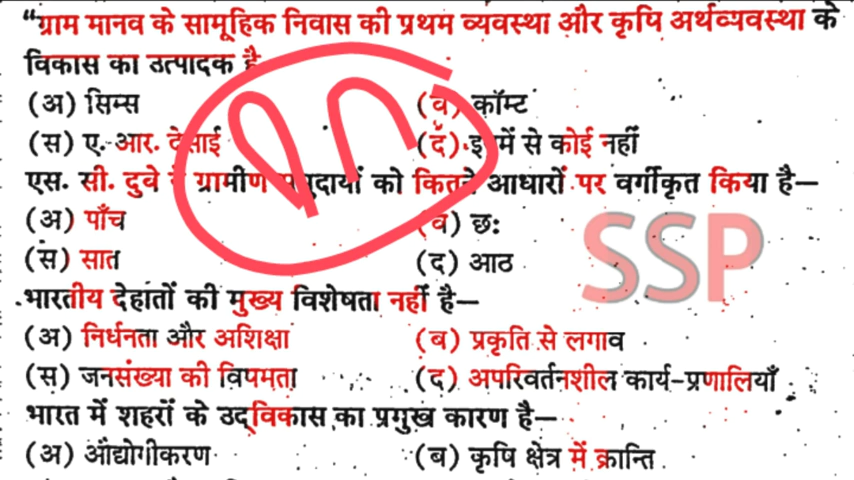 “ग्राम मानव के सामूहिक निवास की प्रथम व्यवस्था और कृषि अर्थव्यवस्था के
विकास का उत्पादक है
(अ) सिम्स (ब) कॉम्ट
(स) ए. आर. देसाई (द) इनमें से कोई नहीं
एस. सी. दुबे ने ग्रामीण समुदायों को कितने आधारों पर वर्गीकृत किया है—
(अ) पाँच (ब) छः
(स) सात (द) आठ
भारतीय देहातों की मुख्य विशेषता नहीं है—
(अ) निर्धनता और अशिक्षा (ब) प्रकृति से लगाव
(स) जनसंख्या की विषमता (द) अपरिवर्तनशील कार्य-प्रणालियाँ
भारत में शहरों के उद्विकास का प्रमुख कारण है—
(अ) औद्योगीकरण (ब) कृषि क्षेत्र में क्रान्ति
SSP